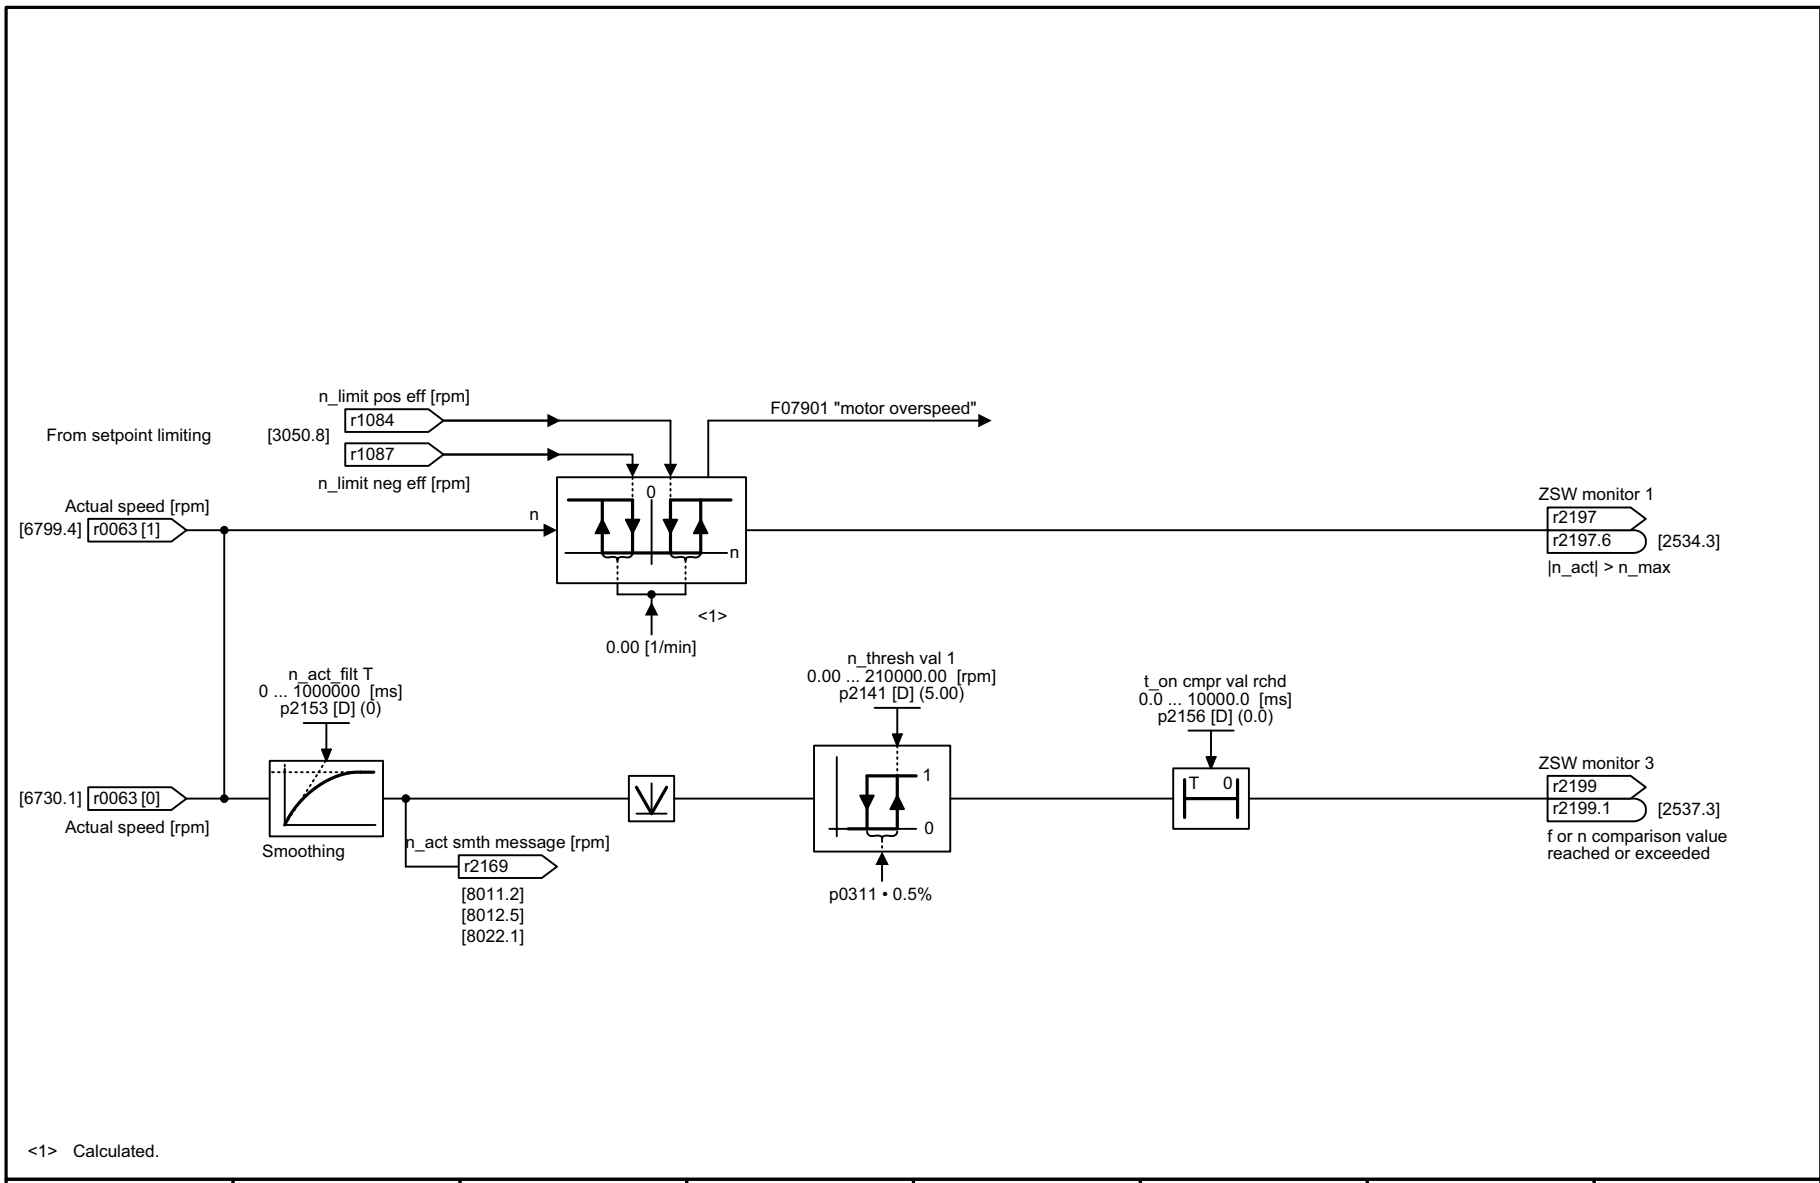 n_limit pos eff [rpm]
r1084
F07901 "motor overspeed"
From setpoint limiting
[3050.8]
r1087
n_limit neg eff [rpm]
0
n
Actual speed [rpm]
[6799.4]
r0063 [1]
n
ZSW monitor 1
r2197
r2197.6
[2534.3]
|n_act| > n_max
<1>
0.00 [1/min]
n_act_filt T
0 ... 1000000 [ms]
p2153 [D] (0)
n_thresh val 1
0.00 ... 210000.00 [rpm]
p2141 [D] (5.00)
t_on cmpr val rchd
0.0 ... 10000.0 [ms]
p2156 [D] (0.0)
[6730.1]
r0063 [0]
Actual speed [rpm]
Smoothing
n_act smth message [rpm]
r2169
[8011.2]
[8012.5]
[8022.1]
1
0
p0311 • 0.5%
T 0
ZSW monitor 3
r2199
r2199.1
[2537.3]
f or n comparison value
reached or exceeded
<1> Calculated.